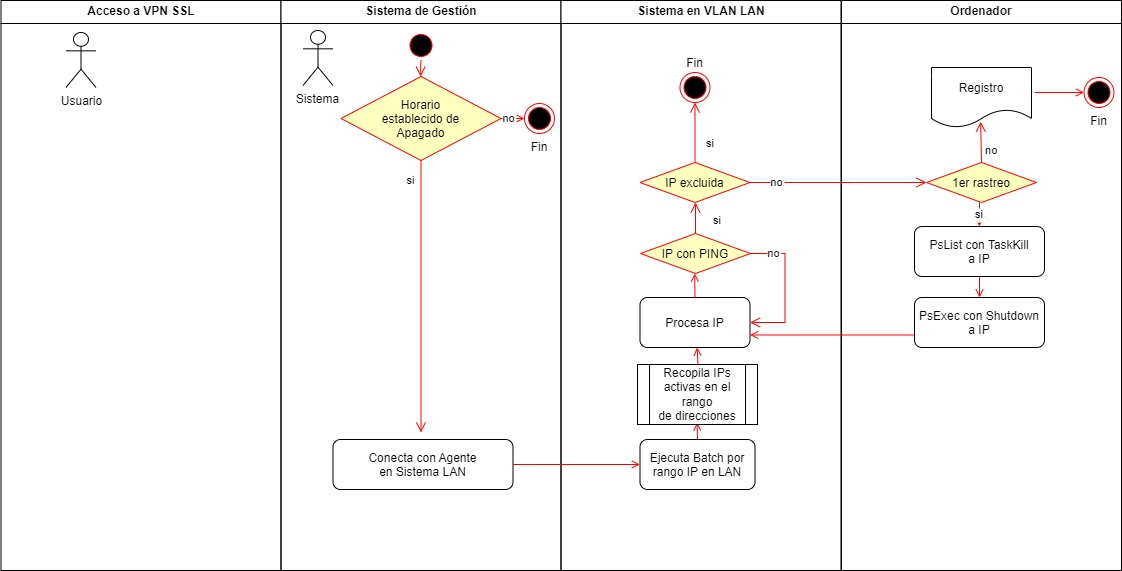 Acceso a VPN SSL
Sistema de Gestión
Sistema en VLAN LAN
Ordenador
Usuario
Sistema
Horario
establecido de
Apagado
no
Fin
si
Conecta con Agente
en Sistema LAN
Fin
si
IP excluida
no
si
IP con PING
no
Procesa IP
Recopila IPs
activas en el
rango
de direcciones
Ejecuta Batch por
rango IP en LAN
Registro
Fin
no
1er rastreo
si
PsList con TaskKill
a IP
PsExec con Shutdown
a IP